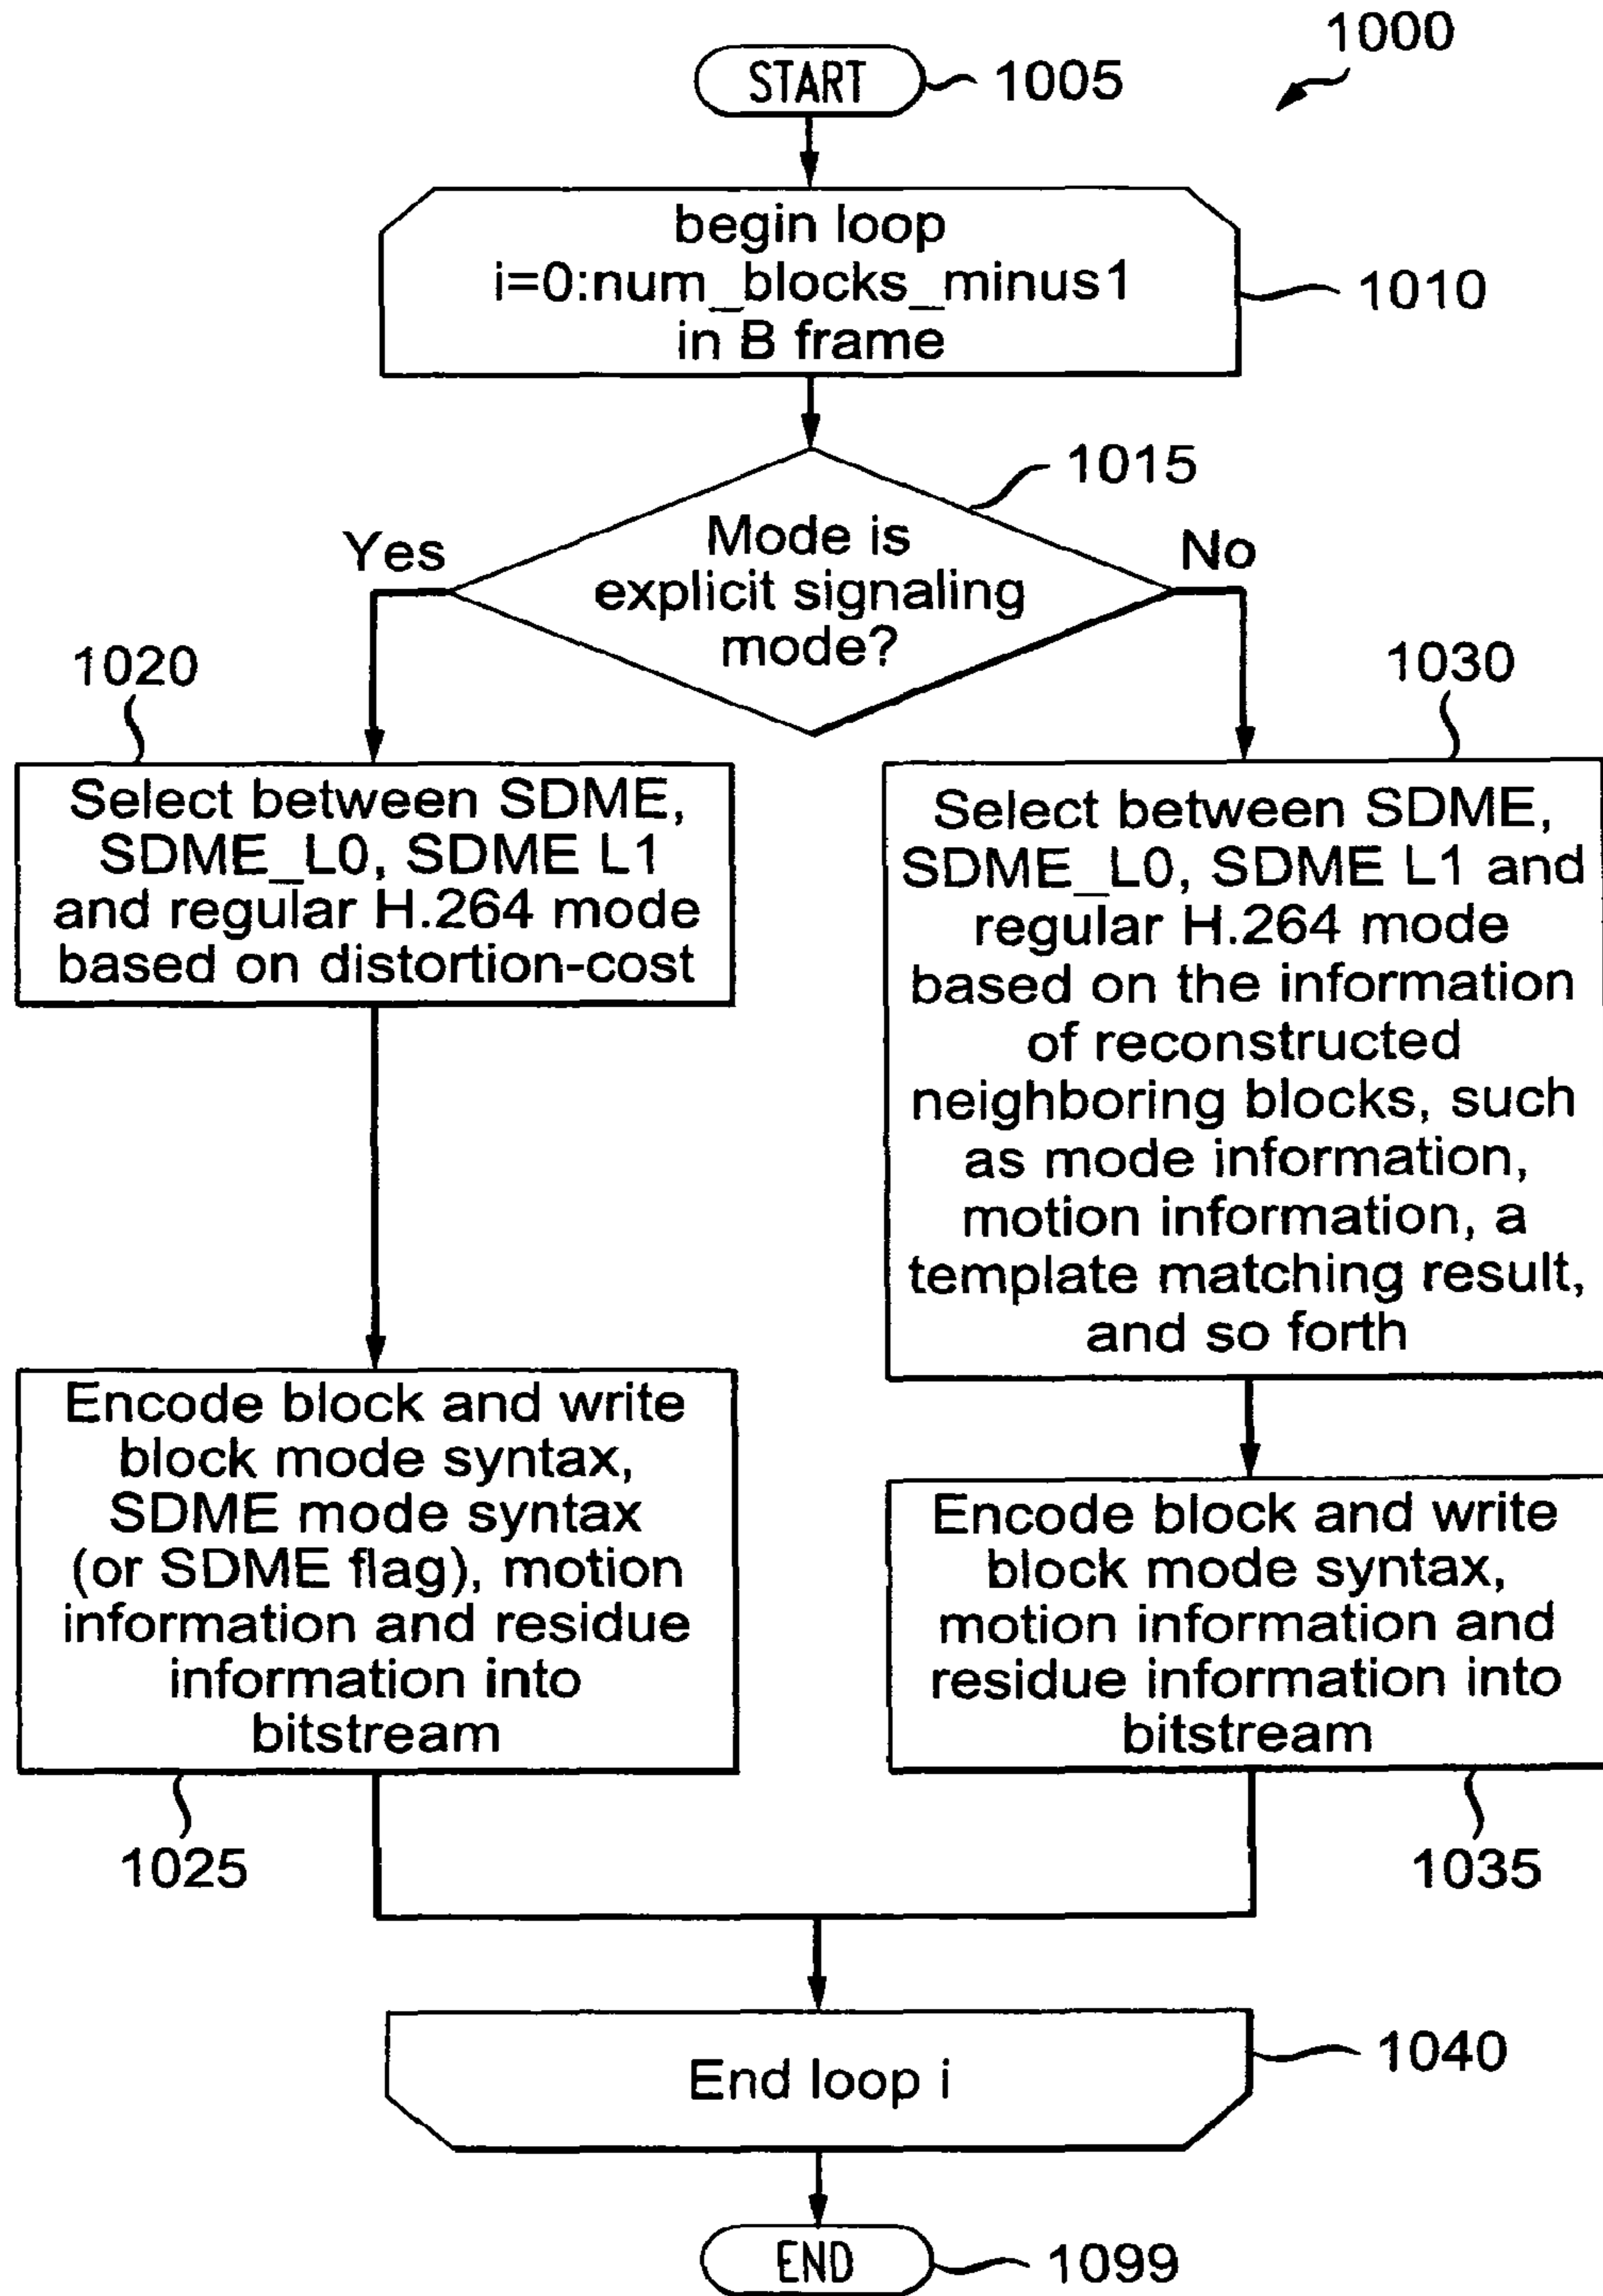 1000
START
1005
begin loop
i=0:num_blocks_minus1
in B frame
1010
1015
Mode is
explicit signaling
mode?
Yes
No
1020
Select between SDME,
SDME_L0, SDME L1
and regular H.264 mode
based on distortion-cost
1030
Select between SDME,
SDME_L0, SDME L1 and
regular H.264 mode
based on the information
of reconstructed
neighboring blocks, such
as mode information,
motion information, a
template matching result,
and so forth
Encode block and write
block mode syntax,
SDME mode syntax
(or SDME flag), motion
information and residue
information into
bitstream
1025
Encode block and write
block mode syntax,
motion information and
residue information into
bitstream
1035
End loop i
1040
END
1099